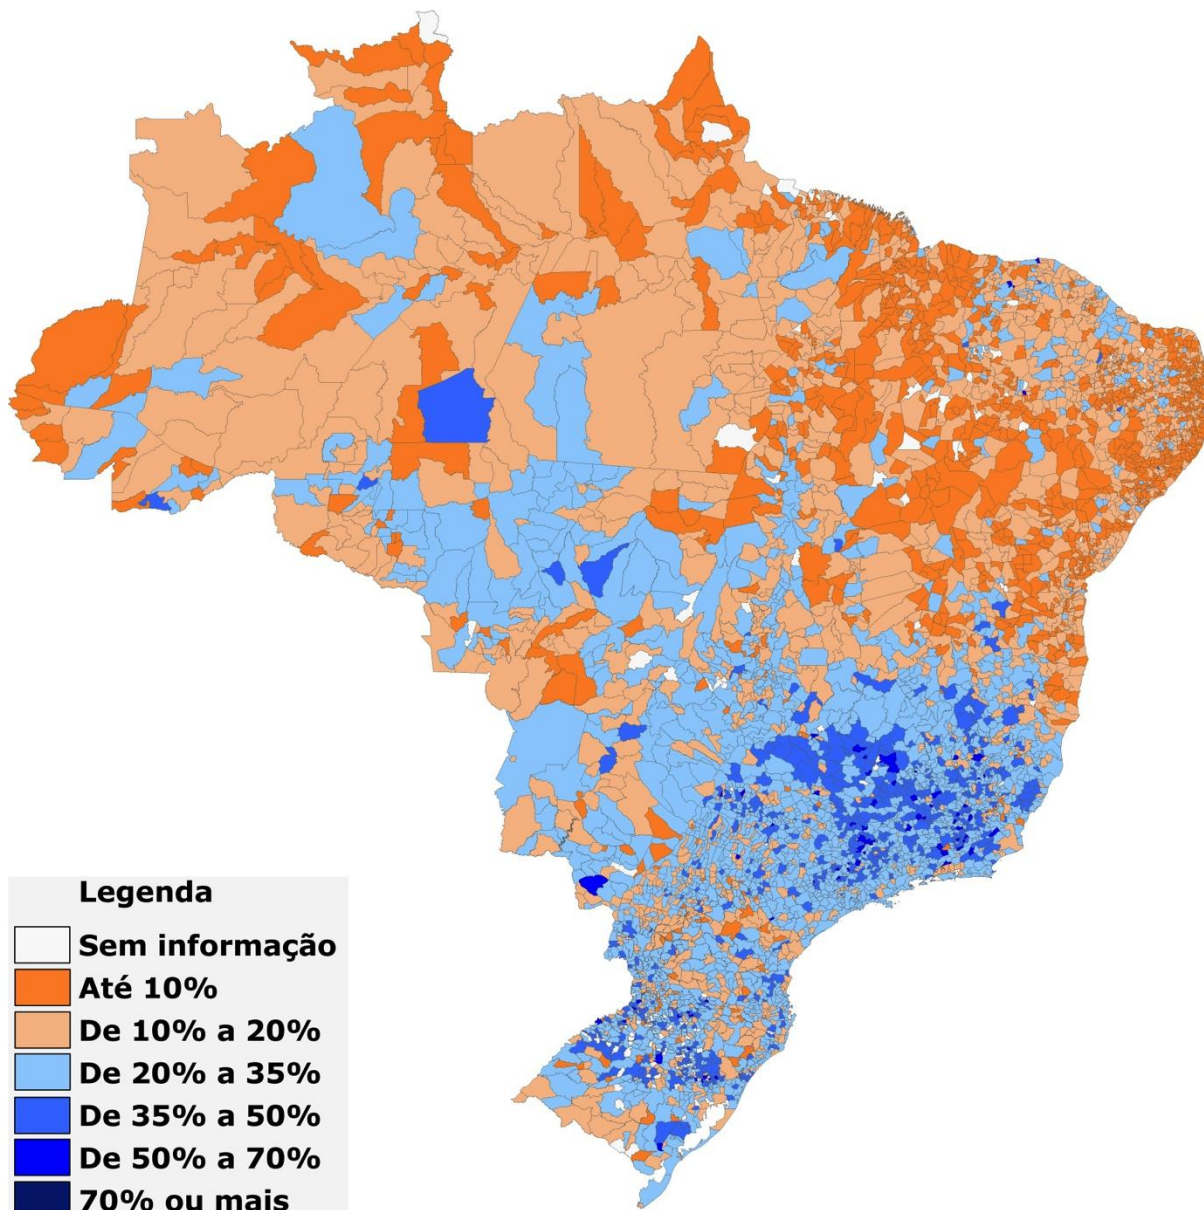 Legenda
Sem informação
Até 10%
De 10% a 20%
De 20% a 35%
De 35% a 50%
De 50% a 70%
70% ou mais